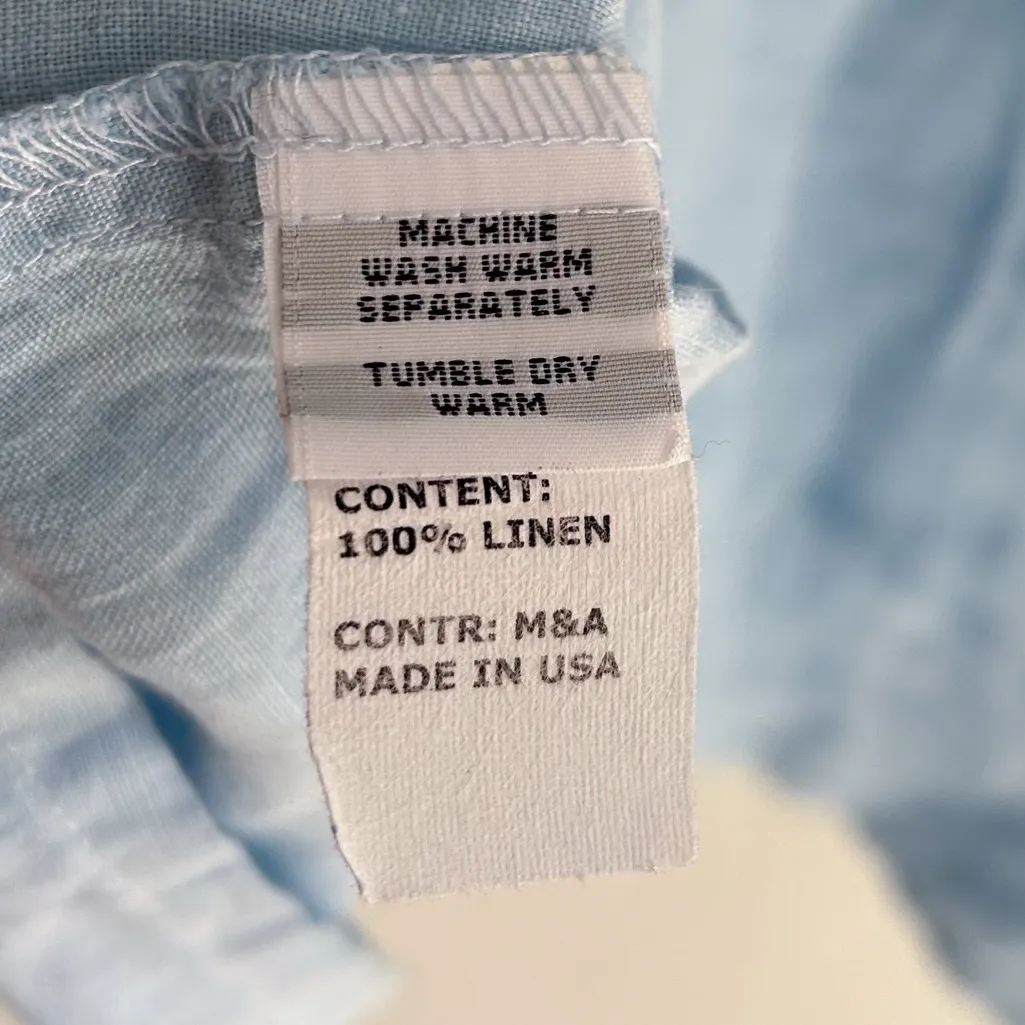 MACHINE
WASH WARM
SEPARATELY
TUMBLE DRY
WARM
CONTENT:
100% LINEN
CONTR: M&A
MADE IN USA